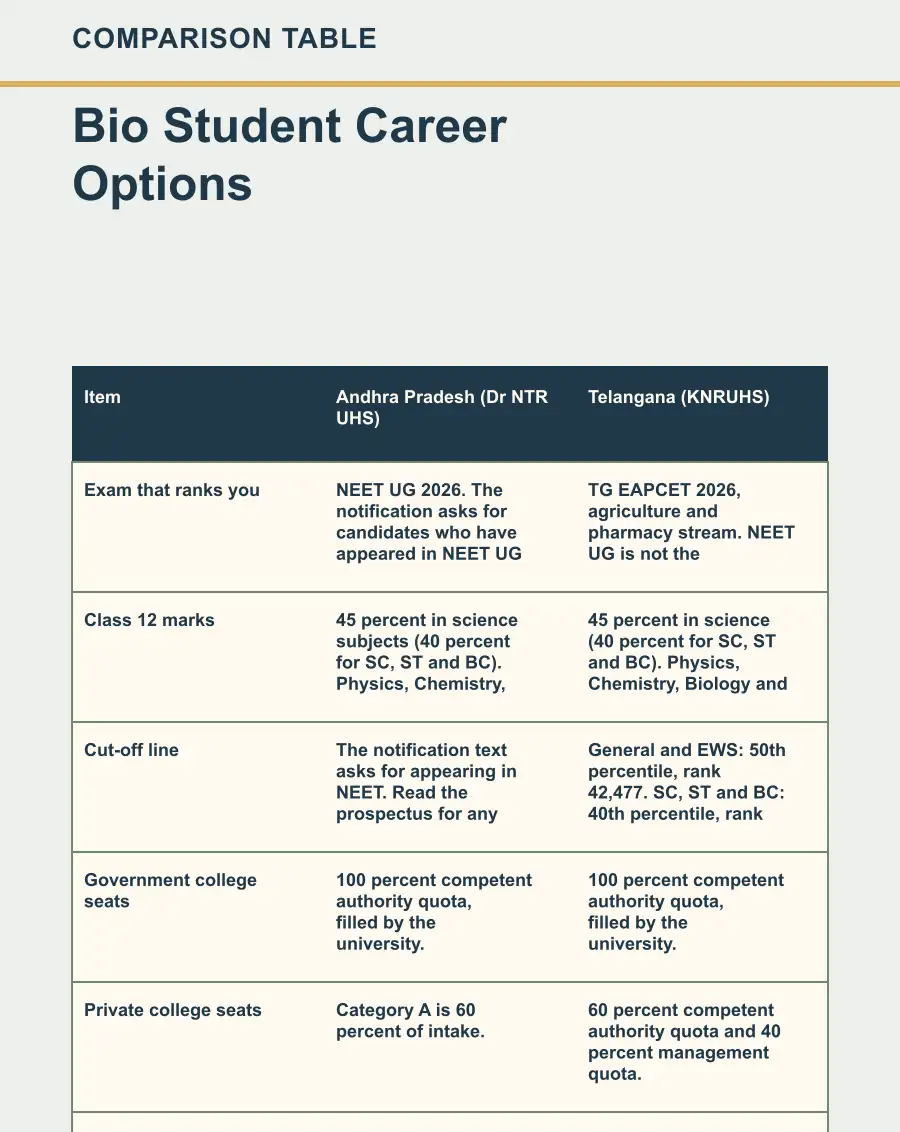 COMPARISON TABLE
Bio Student Career
Options
Item
Andhra Pradesh (Dr NTR
UHS)
Telangana (KNRUHS)
Exam that ranks you
NEET UG 2026. The
notification asks for
candidates who have
appeared in NEET UG
TG EAPCET 2026,
agriculture and
pharmacy stream. NEET
UG is not the
Class 12 marks
45 percent in science
subjects (40 percent
for SC, ST and BC).
Physics, Chemistry,
45 percent in science
(40 percent for SC, ST
and BC). Physics,
Chemistry, Biology and
Cut-off line
The notification text
asks for appearing in
NEET. Read the
prospectus for any
General and EWS: 50th
percentile, rank
42,477. SC, ST and BC:
40th percentile, rank
Government college
seats
100 percent competent
authority quota,
filled by the
university.
100 percent competent
authority quota,
filled by the
university.
Private college seats
Category A is 60
percent of intake.
60 percent competent
authority quota and 40
percent management
quota.